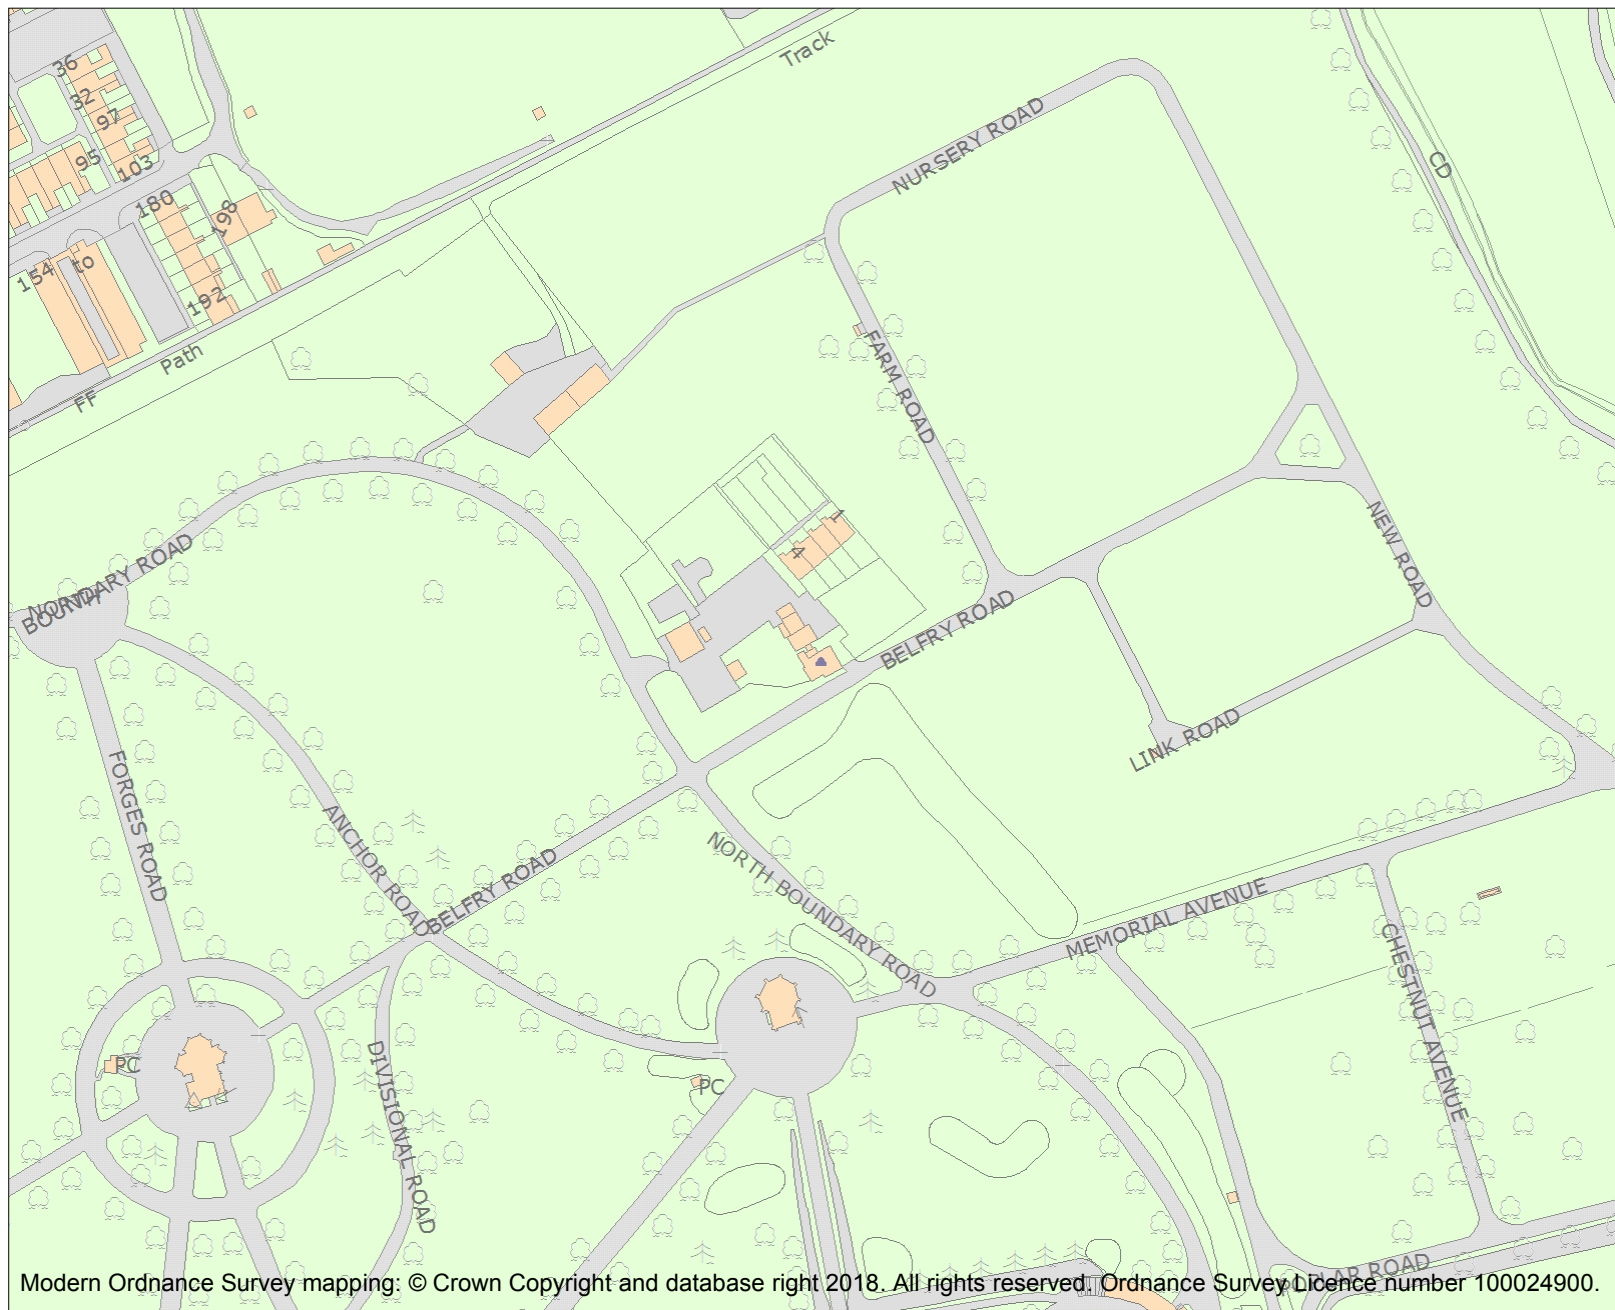 36
32
97
95
103
180
198
154 to
192
Path
FF
Track
NURSERY ROAD
CD
FARM ROAD
1
4
NORTH
BOUNDARY ROAD
NEW ROAD
BELFRY ROAD
LINK ROAD
FORGES ROAD
ANCHOR ROAD
BELFRY ROAD
NORTH BOUNDARY ROAD
MEMORIAL AVENUE
CHESTNUT AVENUE
PC
PC
DIVISIONAL ROAD
POPLAR ROAD
Modern Ordnance Survey mapping: © Crown Copyright and database right 2018. All rights reserved. Ordnance Survey Licence number 100024900.